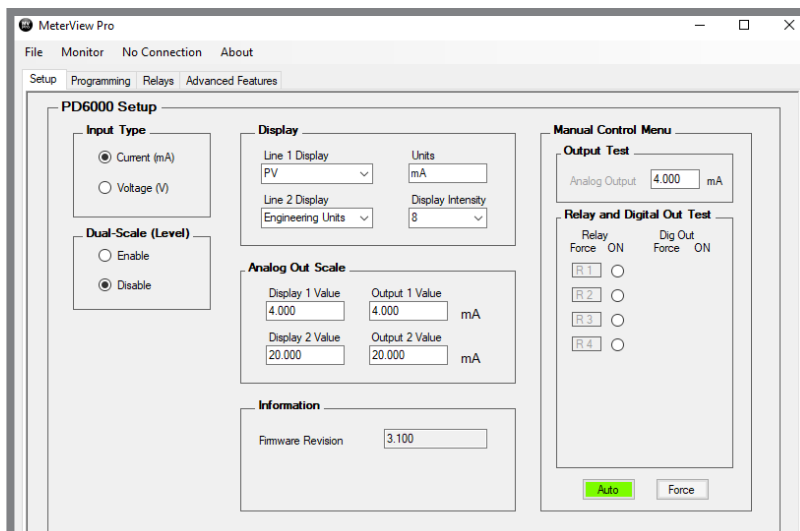 MeterView Pro
File Monitor No Connection About
Setup Programming Relays Advanced Features
PD6000 Setup
Input Type
Current (mA)
Voltage (V)
Dual-Scale (Level)
Enable
Disable
Display
Line 1 Display Units
PV mA
Line 2 Display Display Intensity
Engineering Units 8
Analog Out Scale
Display 1 Value Output 1 Value
4.000 4.000 mA
Display 2 Value Output 2 Value
20.000 20.000 mA
Information
Firmware Revision 3.100
Manual Control Menu
Output Test
Analog Output 4.000 mA
Relay and Digital Out Test
Relay Dig Out
Force ON Force ON
R 1
R 2
R 3
R 4
Auto Force